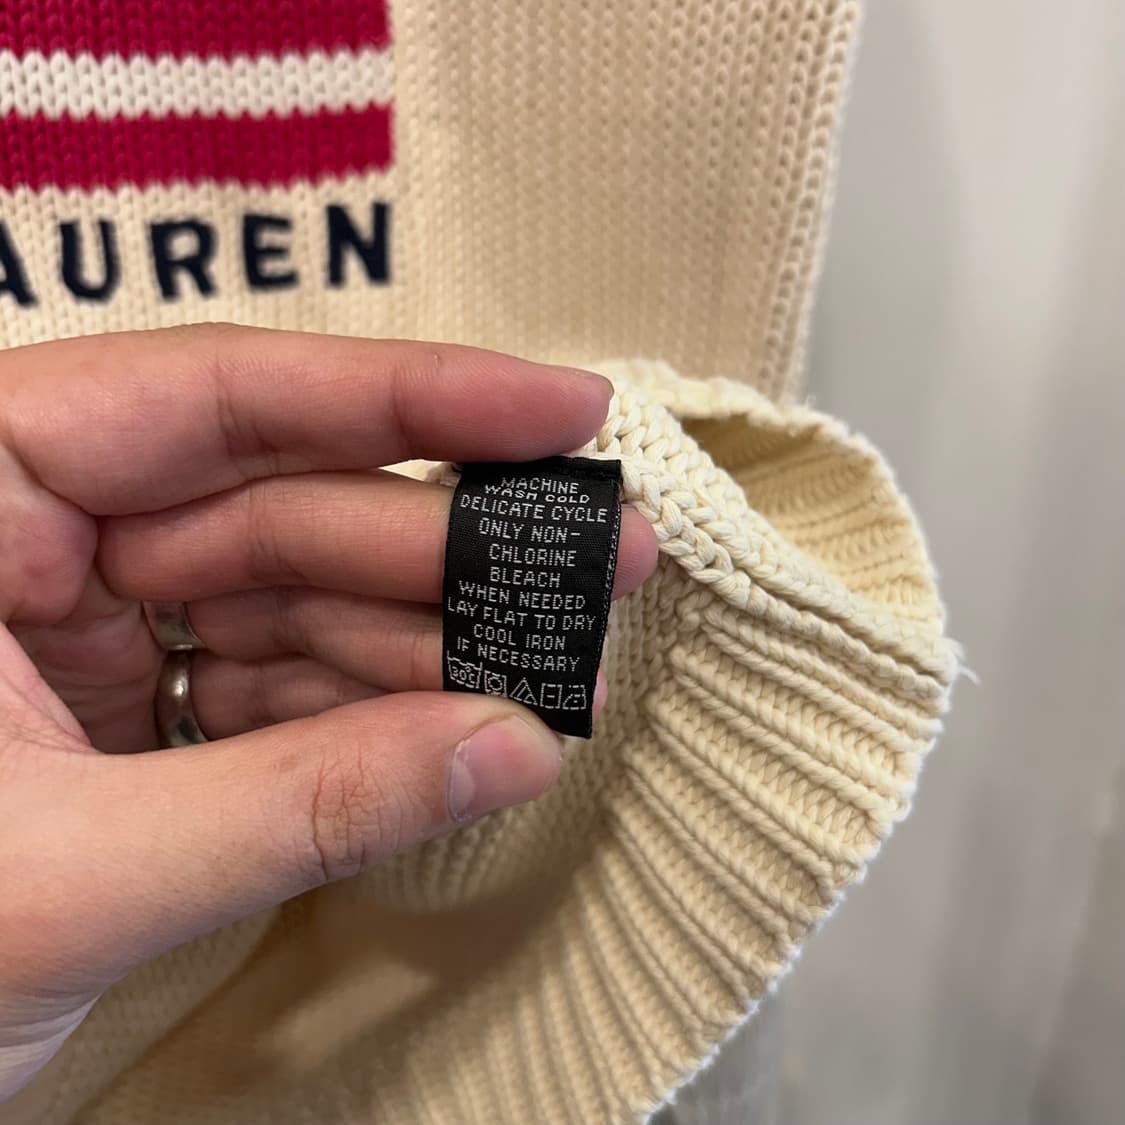 AUREN
MACHINE
WASH COLD
DELICATE CYCLE
ONLY NON-
CHLORINE
BLEACH
WHEN NEEDED
LAY FLAT TO DRY
COOL IRON
IF NECESSARY
30°C